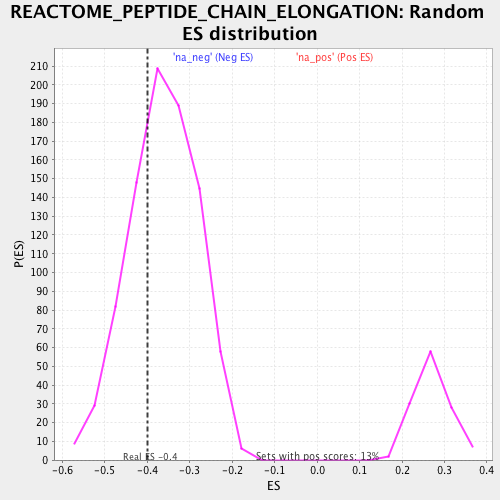 REACTOME_PEPTIDE_CHAIN_ELONGATION: Random
ES distribution
'na_neg' (Neg ES) 'na_pos' (Pos ES)
210
200
190
180
170
160
150
140
130
120
110
100
90
80
70
60
50
40
30
20
10
0
P(ES)
Real ES -0.4
Sets with pos scores: 13%
-0.6 -0.5 -0.4 -0.3 -0.2 -0.1 0.0 0.1 0.2 0.3 0.4
ES